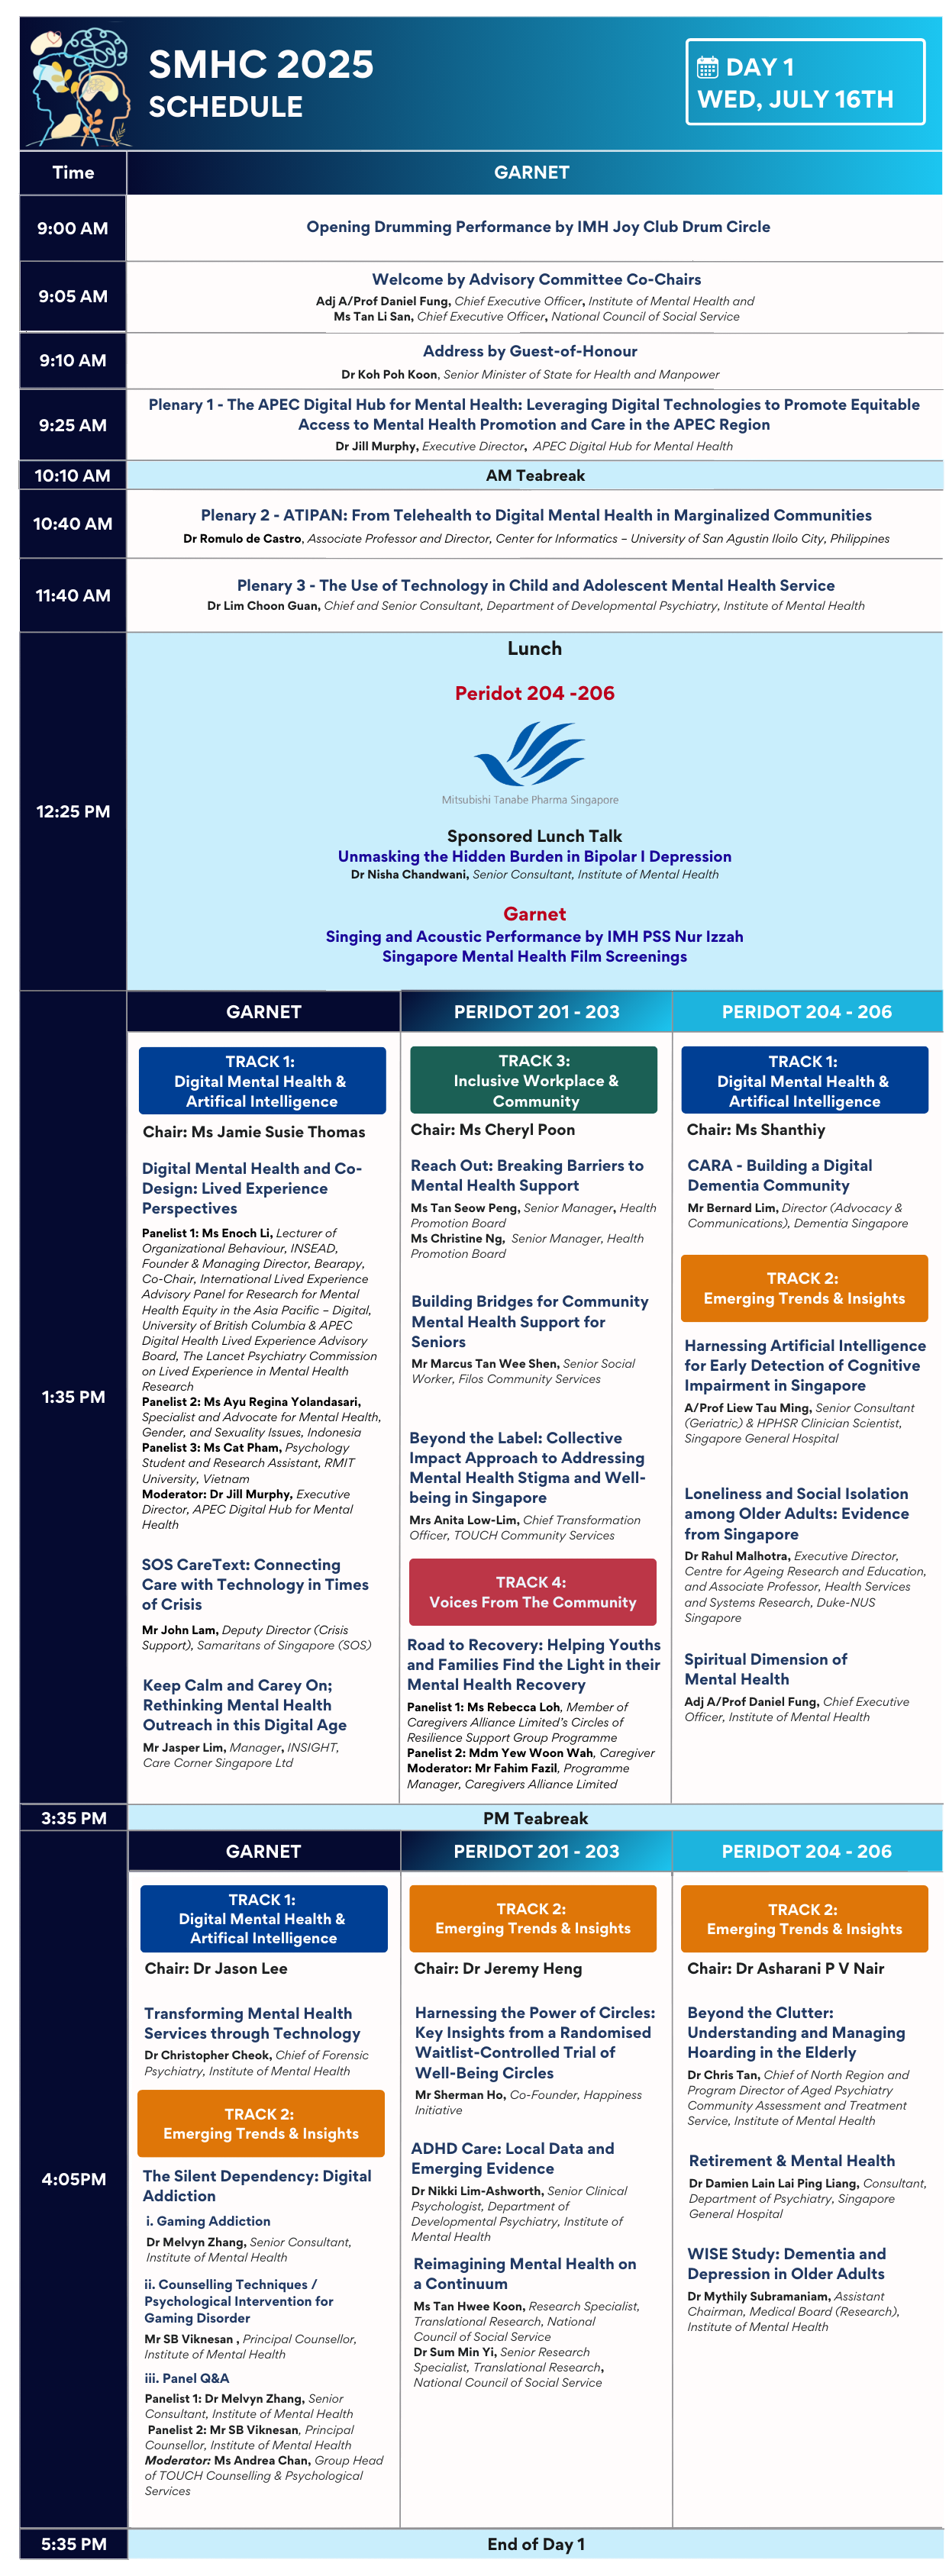 SMHC 2025
SCHEDULE
DAY 1
WED, JULY 16TH
Time
GARNET
9:00 AM
Opening Drumming Performance by IMH Joy Club Drum Circle
9:05 AM
Welcome by Advisory Committee Co-Chairs
Adj A/Prof Daniel Fung, Chief Executive Officer, Institute of Mental Health and
Ms Tan Li San, Chief Executive Officer, National Council of Social Service
9:10 AM
Address by Guest-of-Honour
Dr Koh Poh Koon, Senior Minister of State for Health and Manpower
9:25 AM
Plenary 1 - The APEC Digital Hub for Mental Health: Leveraging Digital Technologies to Promote Equitable
Access to Mental Health Promotion and Care in the APEC Region
Dr Jill Murphy, Executive Director, APEC Digital Hub for Mental Health
10:10 AM
AM Teabreak
10:40 AM
Plenary 2 - ATIPAN: From Telehealth to Digital Mental Health in Marginalized Communities
Dr Romulo de Castro, Associate Professor and Director, Center for Informatics – University of San Agustin Iloilo City, Philippines
11:40 AM
Plenary 3 - The Use of Technology in Child and Adolescent Mental Health Service
Dr Lim Choon Guan, Chief and Senior Consultant, Department of Developmental Psychiatry, Institute of Mental Health
12:25 PM
Lunch
Peridot 204 -206
Mitsubishi Tanabe Pharma Singapore
Sponsored Lunch Talk
Unmasking the Hidden Burden in Bipolar I Depression
Dr Nisha Chandwani, Senior Consultant, Institute of Mental Health
Garnet
Singing and Acoustic Performance by IMH PSS Nur Izzah
Singapore Mental Health Film Screenings
1:35 PM
GARNET
TRACK 1:
Digital Mental Health &
Artifical Intelligence
Chair: Ms Jamie Susie Thomas
Digital Mental Health and Co-
Design: Lived Experience
Perspectives
Panelist 1: Ms Enoch Li, Lecturer of
Organizational Behaviour, INSEAD,
Founder & Managing Director, Bearapy,
Co-Chair, International Lived Experience
Advisory Panel for Research for Mental
Health Equity in the Asia Pacific – Digital,
University of British Columbia & APEC
Digital Health Lived Experience Advisory
Board, The Lancet Psychiatry Commission
on Lived Experience in Mental Health
Research
Panelist 2: Ms Ayu Regina Yolandasari,
Specialist and Advocate for Mental Health,
Gender, and Sexuality Issues, Indonesia
Panelist 3: Ms Cat Pham, Psychology
Student and Research Assistant, RMIT
University, Vietnam
Moderator: Dr Jill Murphy, Executive
Director, APEC Digital Hub for Mental
Health
SOS CareText: Connecting
Care with Technology in Times
of Crisis
Mr John Lam, Deputy Director (Crisis
Support), Samaritans of Singapore (SOS)
Keep Calm and Carey On;
Rethinking Mental Health
Outreach in this Digital Age
Mr Jasper Lim, Manager, INSIGHT,
Care Corner Singapore Ltd
PERIDOT 201 - 203
TRACK 3:
Inclusive Workplace &
Community
Chair: Ms Cheryl Poon
Reach Out: Breaking Barriers to
Mental Health Support
Ms Tan Seow Peng, Senior Manager, Health
Promotion Board
Ms Christine Ng, Senior Manager, Health
Promotion Board
Building Bridges for Community
Mental Health Support for
Seniors
Mr Marcus Tan Wee Shen, Senior Social
Worker, Filos Community Services
Beyond the Label: Collective
Impact Approach to Addressing
Mental Health Stigma and Well-
being in Singapore
Mrs Anita Low-Lim, Chief Transformation
Officer, TOUCH Community Services
TRACK 4:
Voices From The Community
Road to Recovery: Helping Youths
and Families Find the Light in their
Mental Health Recovery
Panelist 1: Ms Rebecca Loh, Member of
Caregivers Alliance Limited's Circles of
Resilience Support Group Programme
Panelist 2: Mdm Yew Woon Wah, Caregiver
Moderator: Mr Fahim Fazil, Programme
Manager, Caregivers Alliance Limited
PERIDOT 204 - 206
TRACK 1:
Digital Mental Health &
Artifical Intelligence
Chair: Ms Shanthiy
CARA - Building a Digital
Dementia Community
Mr Bernard Lim, Director (Advocacy &
Communications), Dementia Singapore
TRACK 2:
Emerging Trends & Insights
Harnessing Artificial Intelligence
for Early Detection of Cognitive
Impairment in Singapore
A/Prof Liew Tau Ming, Senior Consultant
(Geriatric) & HPHSR Clinician Scientist,
Singapore General Hospital
Loneliness and Social Isolation
among Older Adults: Evidence
from Singapore
Dr Rahul Malhotra, Executive Director,
Centre for Ageing Research and Education,
and Associate Professor, Health Services
and Systems Research, Duke-NUS
Singapore
Spiritual Dimension of
Mental Health
Adj A/Prof Daniel Fung, Chief Executive
Officer, Institute of Mental Health
3:35 PM
PM Teabreak
4:05PM
GARNET
TRACK 1:
Digital Mental Health &
Artifical Intelligence
Chair: Dr Jason Lee
Transforming Mental Health
Services through Technology
Dr Christopher Cheok, Chief of Forensic
Psychiatry, Institute of Mental Health
TRACK 2:
Emerging Trends & Insights
The Silent Dependency: Digital
Addiction
i. Gaming Addiction
Dr Melvyn Zhang, Senior Consultant,
Institute of Mental Health
ii. Counselling Techniques /
Psychological Intervention for
Gaming Disorder
Mr SB Viknesan , Principal Counsellor,
Institute of Mental Health
iii. Panel Q&A
Panelist 1: Dr Melvyn Zhang, Senior
Consultant, Institute of Mental Health
Panelist 2: Mr SB Viknesan, Principal
Counsellor, Institute of Mental Health
Moderator: Ms Andrea Chan, Group Head
of TOUCH Counselling & Psychological
Services
PERIDOT 201 - 203
TRACK 2:
Emerging Trends & Insights
Chair: Dr Jeremy Heng
Harnessing the Power of Circles:
Key Insights from a Randomised
Waitlist-Controlled Trial of
Well-Being Circles
Mr Sherman Ho, Co-Founder, Happiness
Initiative
ADHD Care: Local Data and
Emerging Evidence
Dr Nikki Lim-Ashworth, Senior Clinical
Psychologist, Department of
Developmental Psychiatry, Institute of
Mental Health
Reimagining Mental Health on
a Continuum
Ms Tan Hwee Koon, Research Specialist,
Translational Research, National
Council of Social Service
Dr Sum Min Yi, Senior Research
Specialist, Translational Research,
National Council of Social Service
PERIDOT 204 - 206
TRACK 2:
Emerging Trends & Insights
Chair: Dr Asharani P V Nair
Beyond the Clutter:
Understanding and Managing
Hoarding in the Elderly
Dr Chris Tan, Chief of North Region and
Program Director of Aged Psychiatry
Community Assessment and Treatment
Service, Institute of Mental Health
Retirement & Mental Health
Dr Damien Lain Lai Ping Liang, Consultant,
Department of Psychiatry, Singapore
General Hospital
WISE Study: Dementia and
Depression in Older Adults
Dr Mythily Subramaniam, Assistant
Chairman, Medical Board (Research),
Institute of Mental Health
5:35 PM
End of Day 1